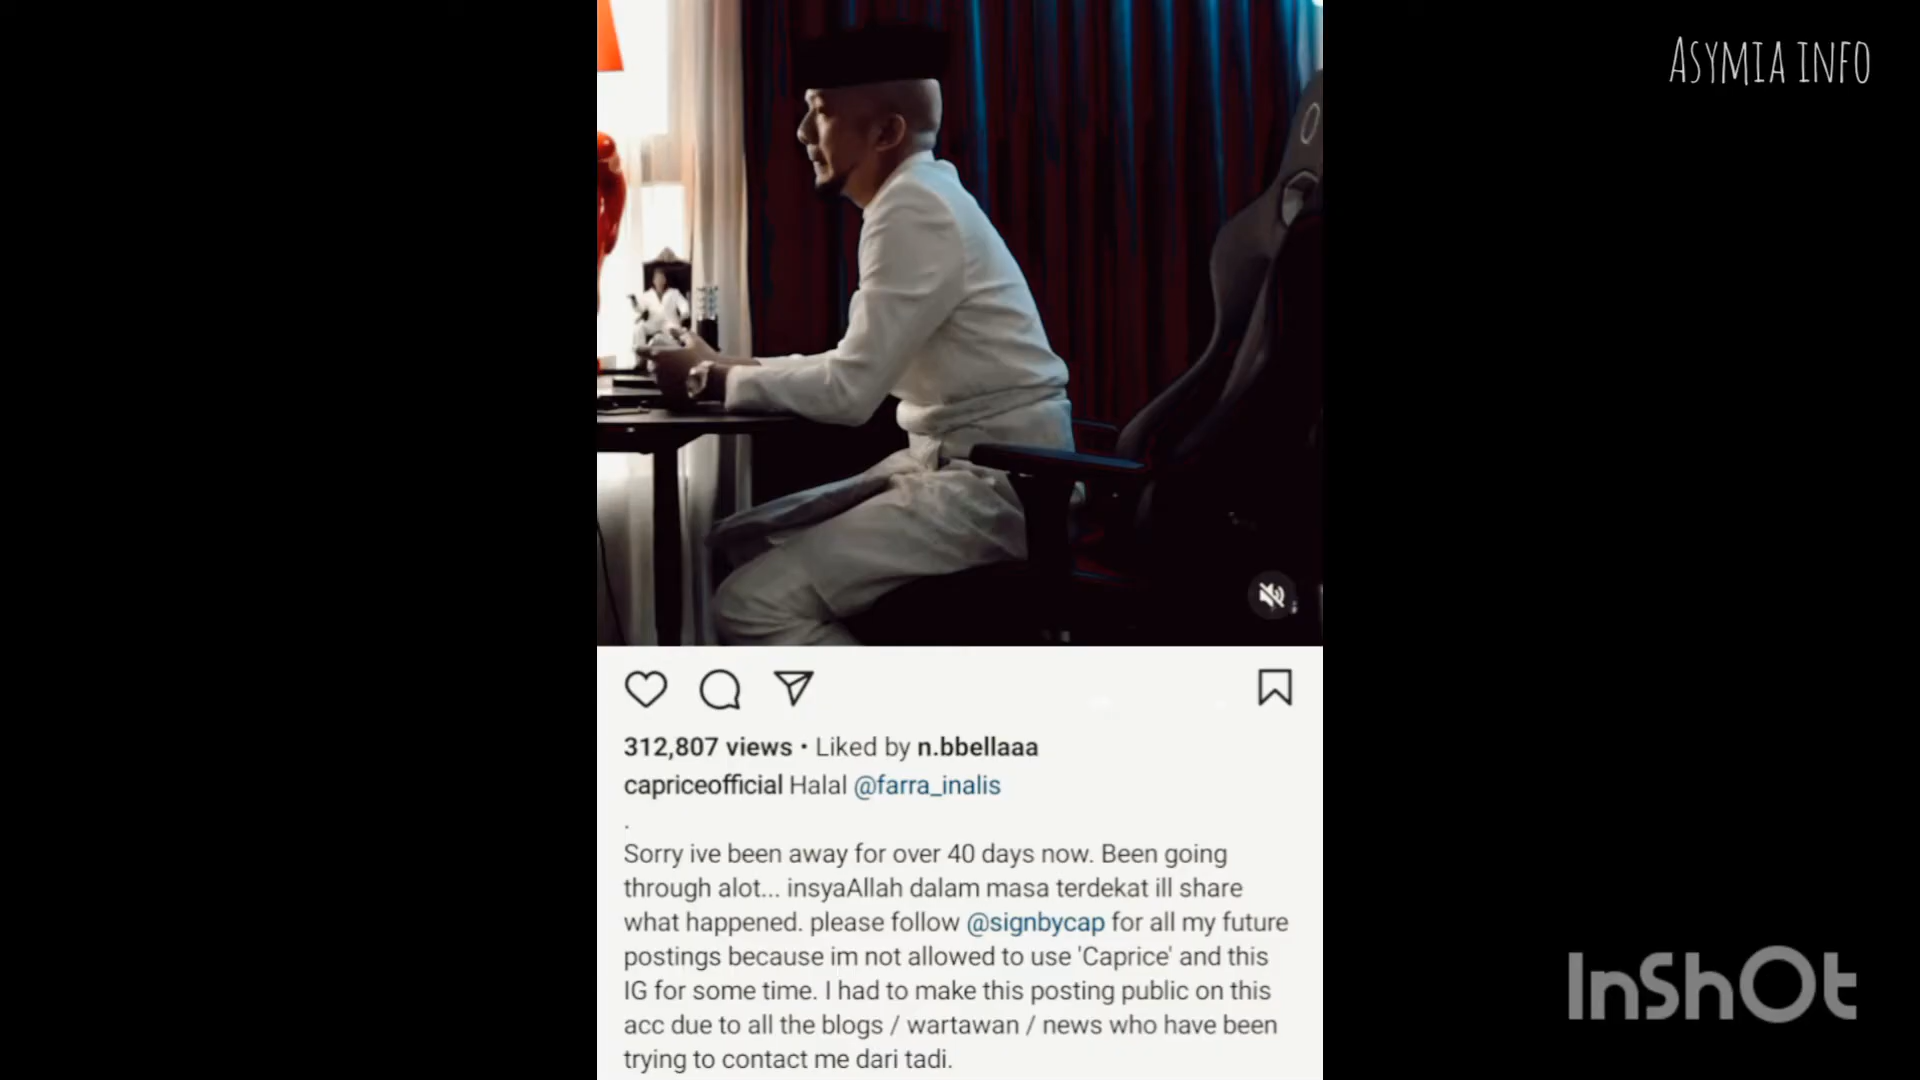 ASYMIA INFO
312,807 views • Liked by n.bbellaaa
capriceofficial Halal @farra_inalis
.
Sorry ive been away for over 40 days now. Been going
through alot... insyaAllah dalam masa terdekat ill share
what happened. please follow @signbycap for all my future
postings because im not allowed to use 'Caprice' and this
IG for some time. I had to make this posting public on this
acc due to all the blogs / wartawan / news who have been
trying to contact me dari tadi.
InShOt